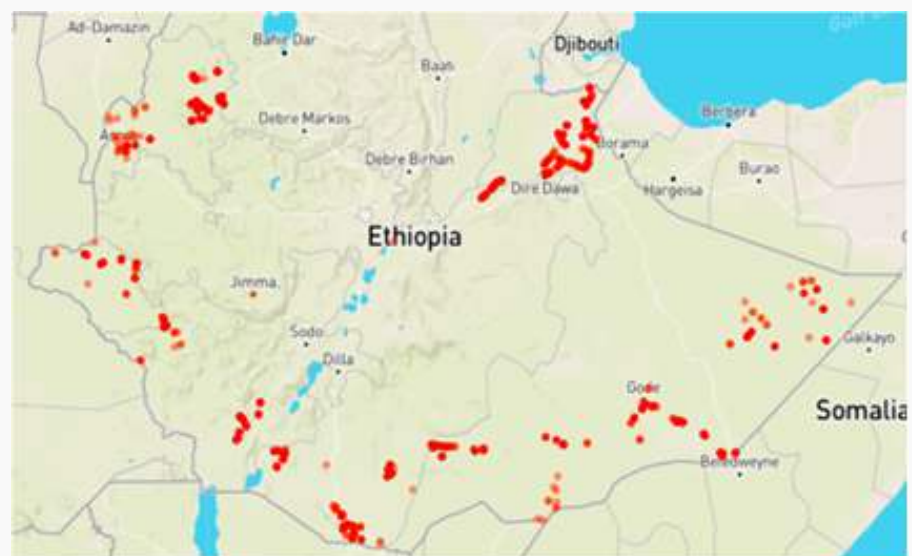 Ad-Damazin
Bahir Dar
Djibouti
Baati
Berbera
Debre Markos
Borama
Debre Birhan
Burao
Dire Dawa
Hargeisa
Ethiopia
Jimma
Sodo
Galkayo
Dilla
Gode
Somalia
Beledweyne